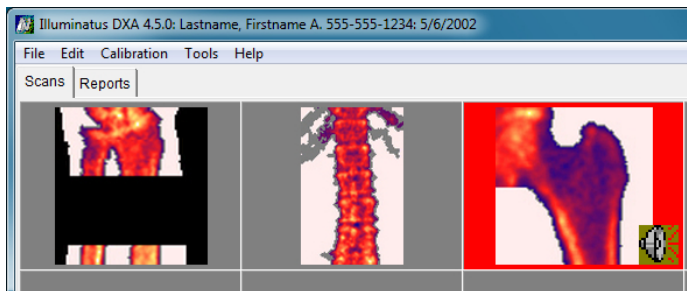 Illuminatus DXA 4.5.0: Lastname, Firstname A. 555-555-1234: 5/6/2002
File Edit Calibration Tools Help
Scans Reports